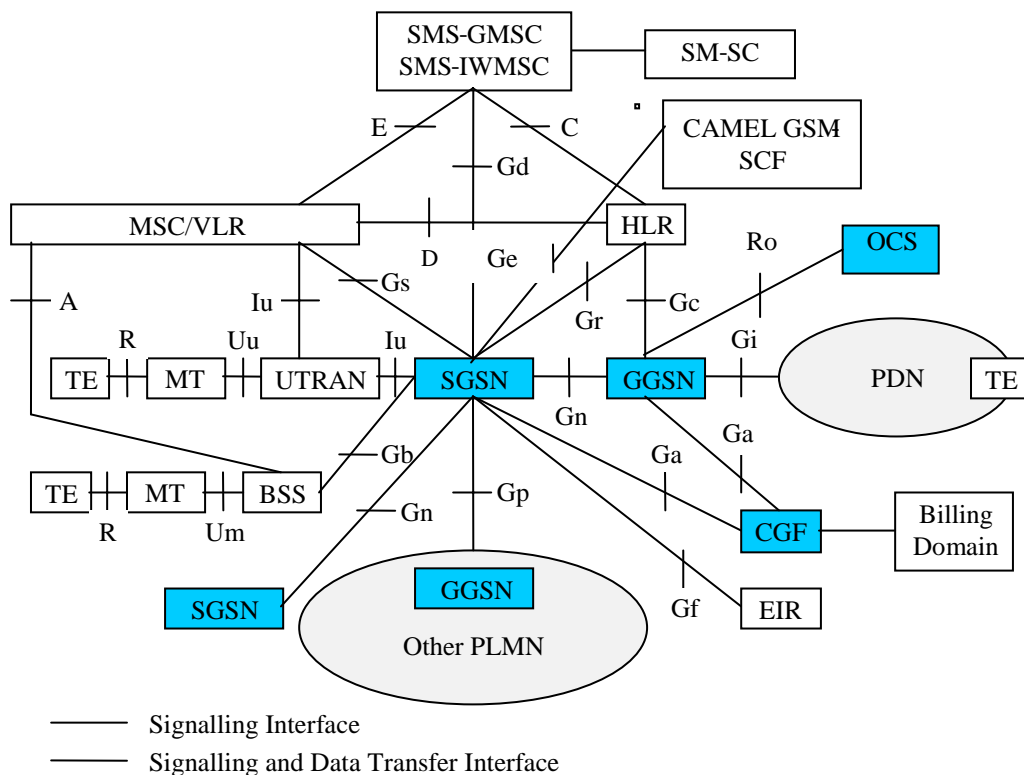 SMS-GMSC
SMS-IWMSC
SM-SC
E
C
CAMEL GSM
SCF
Gd
MSC/VLR
HLR
D
Ge
Ro
OCS
A
Iu
Gs
Gr
Gc
R
Uu
Iu
Gi
TE
MT
UTRAN
SGSN
GGSN
PDN
TE
Gn
Gb
Ga
Ga
TE
MT
BSS
Gp
R
Um
Gn
CGF
Billing
Domain
SGSN
GGSN
Gf
EIR
Other PLMN
Signalling Interface
Signalling and Data Transfer Interface